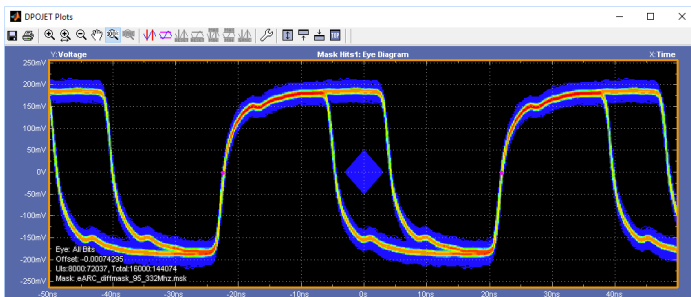 DPOJET Plots
Y:Voltage Mask Hits1: Eye Diagram X:Time
250mV
200mV
150mV
100mV
50mV
0V
-50mV
-100mV
-150mV
-200mV
-250mV
Eye: All Bits
Offset: -0.00074295
UIs:8000:72037, Total:16000:144074
Mask: eARC_diffmask_95_332Mhz.msk
-50ns -40ns -30ns -20ns -10ns 0s 10ns 20ns 30ns 40ns